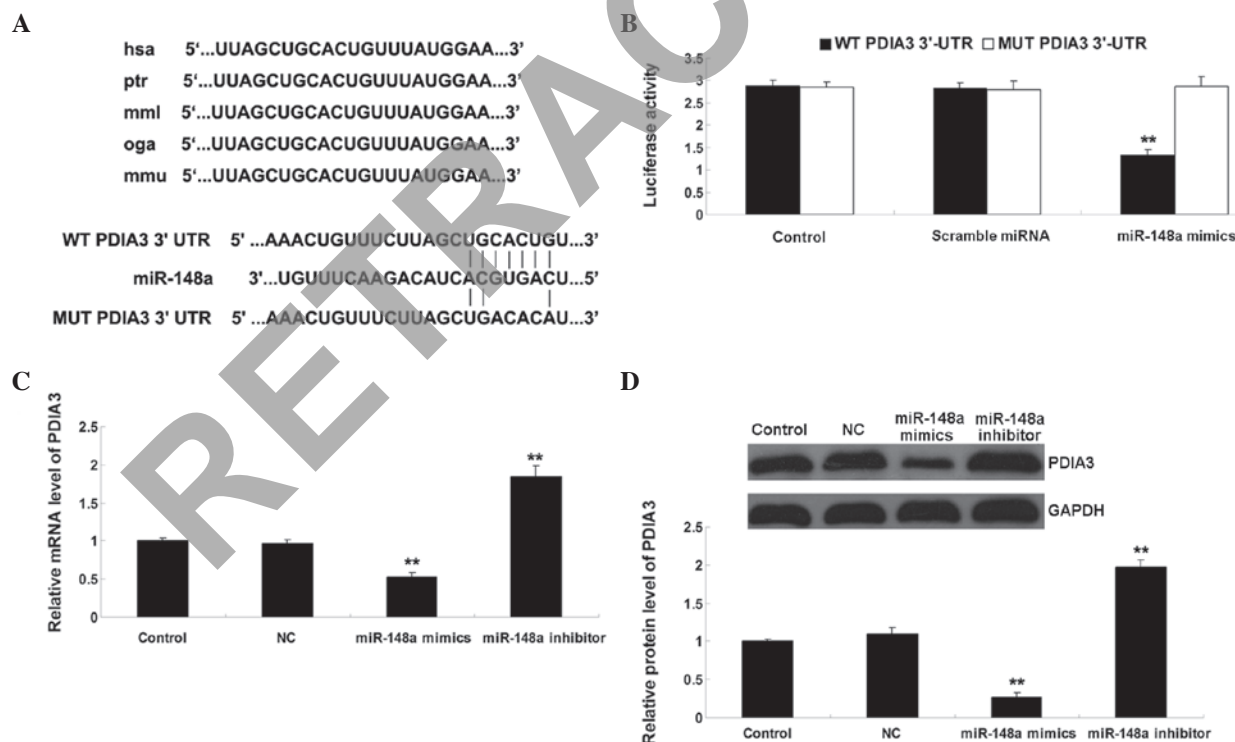 A
hsa 5‘...UUAGCUGCACUGUUUAUGGAA...3’
ptr 5‘...UUAGCUGCACUGUUUAUGGAA...3’
mml 5‘...UUAGCUGCACUGUUUAUGGAA...3’
oga 5‘...UUAGCUGCACUGUUUAUGGAA...3’
mmu 5‘...UUAGCUGCACUGUUUAUGGAA...3’
WT PDIA3 3' UTR 5' ...AAACUGUUUCUUAGCUGCACUGU...3’
miR-148a 3’...UGUUUCAAGACAUCACGUGACU...5’
MUT PDIA3 3' UTR 5' ...AAACUGUUUCUUAGCUGACACAU...3’
B
WT PDIA3 3'-UTR MUT PDIA3 3'-UTR
Luciferase activity
3.5
3
2.5
2
1.5
1
0.5
0
**
Control Scramble miRNA miR-148a mimics
C
Relative mRNA level of PDIA3
2.5
2
1.5
1
0.5
0
**
**
Control NC miR-148a mimics miR-148a inhibitor
D
Control NC miR-148a mimics miR-148a inhibitor
PDIA3
GAPDH
Relative protein level of PDIA3
2.5
2
1.5
1
0.5
0
**
**
Control NC miR-148a mimics miR-148a inhibitor
RETRAC